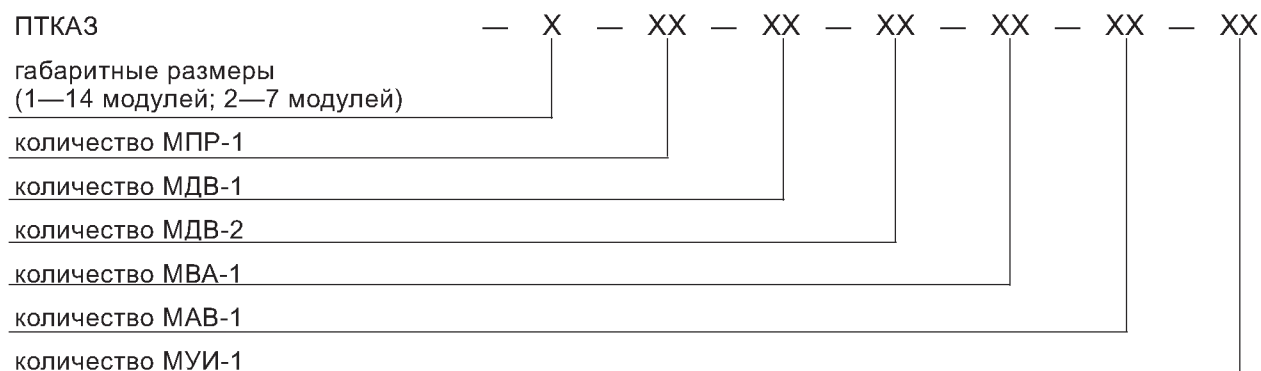 ПТКАЗ — X — XX — XX — XX — XX — XX — XX
габаритные размеры
(1—14 модулей; 2—7 модулей)
количество МПР-1
количество МДВ-1
количество МДВ-2
количество МВА-1
количество МАВ-1
количество МУИ-1